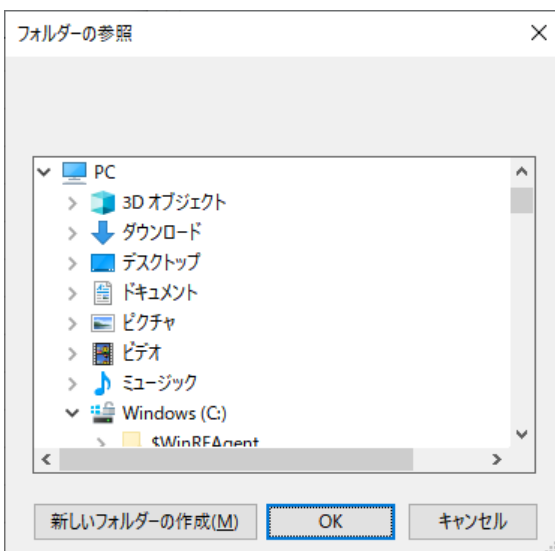 フォルダーの参照
PC
3D オブジェクト
ダウンロード
デスクトップ
ドキュメント
ピクチャ
ビデオ
ミュージック
Windows (C:)
$WinREAgent
新しいフォルダーの作成(M)
OK
キャンセル